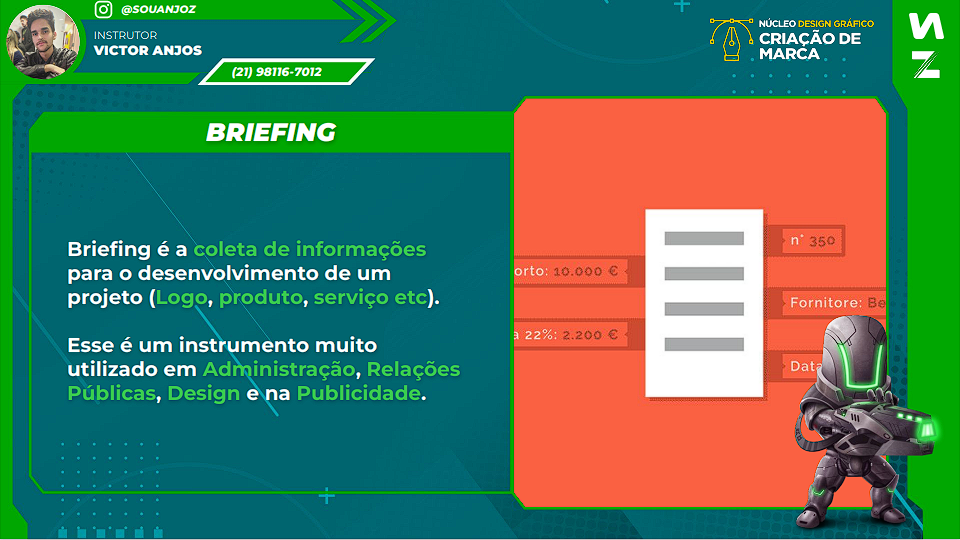 @SOUANJOZ
INSTRUTOR
VICTOR ANJOS
(21) 98116-7012
NÚCLEO DESIGN GRÁFICO
CRIAÇÃO DE
MARCA
BRIEFING
Briefing é a coleta de informações
para o desenvolvimento de um
projeto (Logo, produto, serviço etc).
Esse é um instrumento muito
utilizado em Administração, Relações
Públicas, Design e na Publicidade.
n° 350
orto: 10.000 €
Fornitore: Be
a 22%: 2.200 €
Data